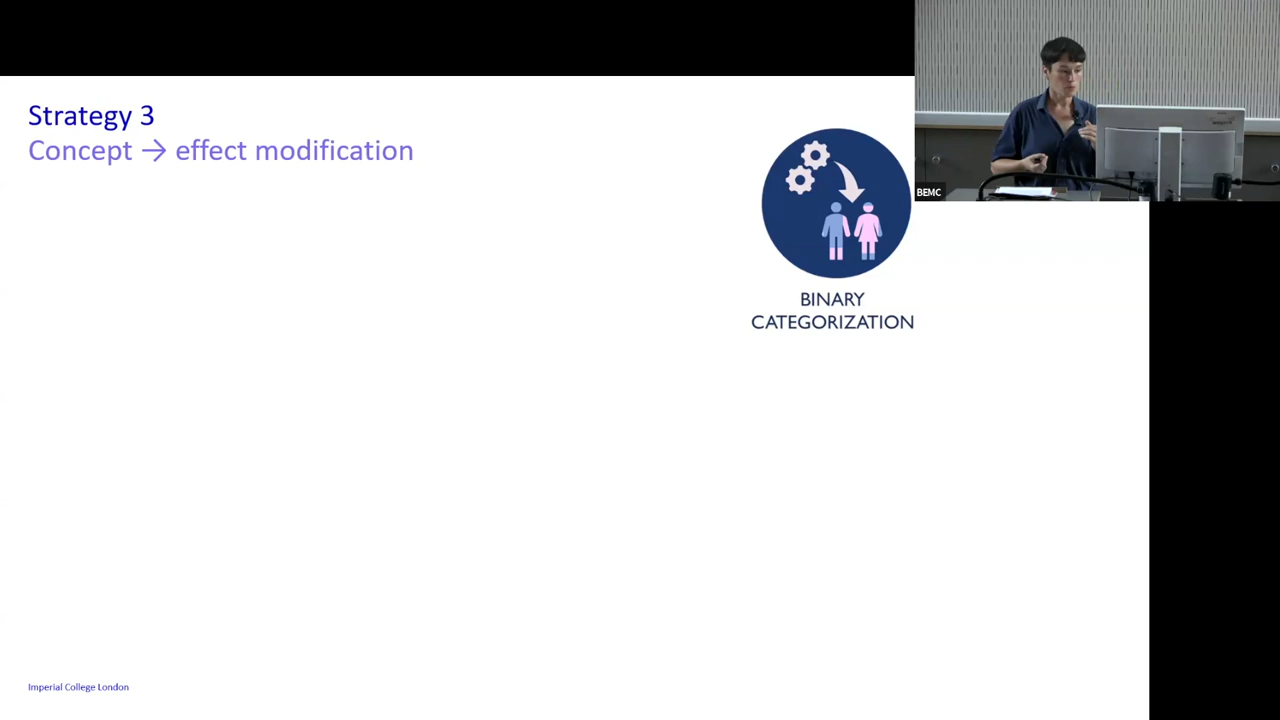 Strategy 3
Concept → effect modification
BINARY
CATEGORIZATION
BEMC
Imperial College London